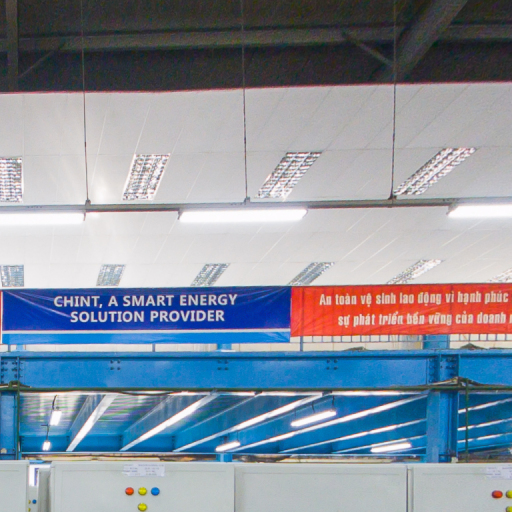 CHINT, A SMART ENERGY
SOLUTION PROVIDER
An toàn vệ sinh lao động vì hạnh phúc
sự phát triển bền vững của doanh